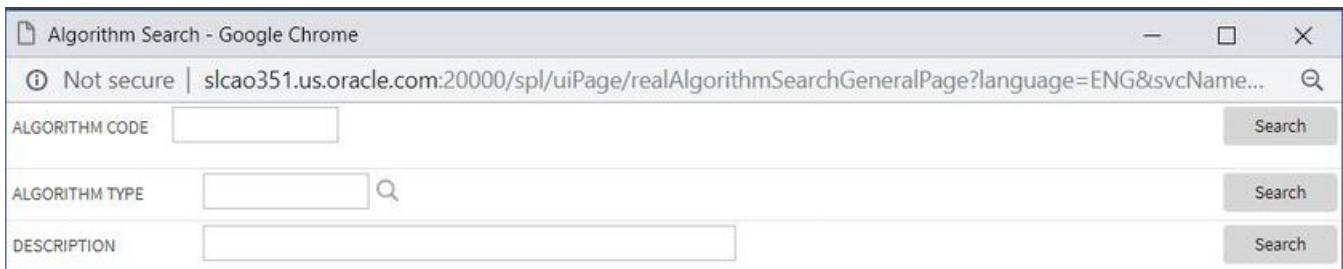 Algorithm Search - Google Chrome
Not secure | slcao351.us.oracle.com:20000/spl/uiPage/realAlgorithmSearchGeneralPage?language=ENG&svcName...
ALGORITHM CODE Search
ALGORITHM TYPE Search
DESCRIPTION Search